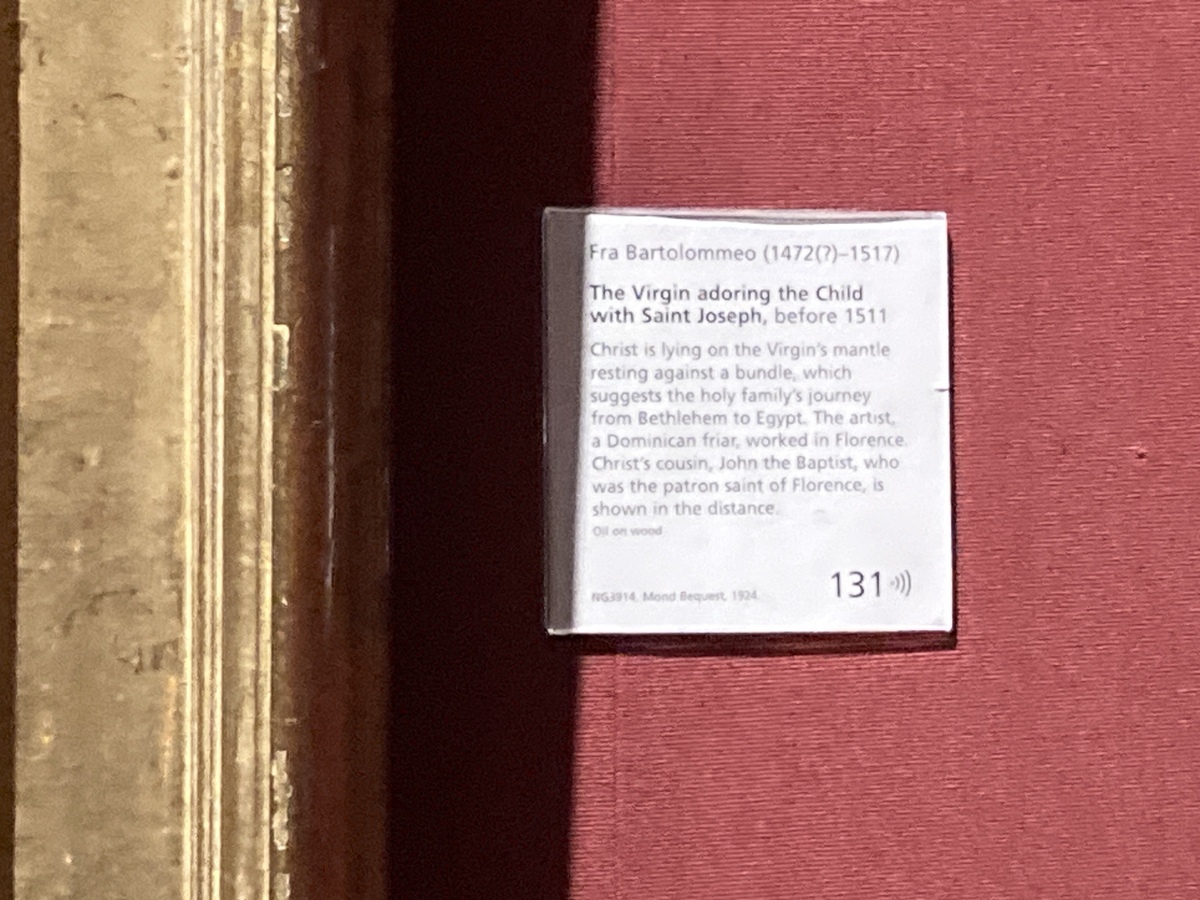 Fra Bartolommeo (1472(?)–1517)
The Virgin adoring the Child
with Saint Joseph, before 1511
Christ is lying on the Virgin's mantle
resting against a bundle, which
suggests the holy family's journey
from Bethlehem to Egypt. The artist,
a Dominican friar, worked in Florence.
Christ's cousin, John the Baptist, who
was the patron saint of Florence, is
shown in the distance.
Oil on wood
NG3914. Mond Bequest, 1924.
131